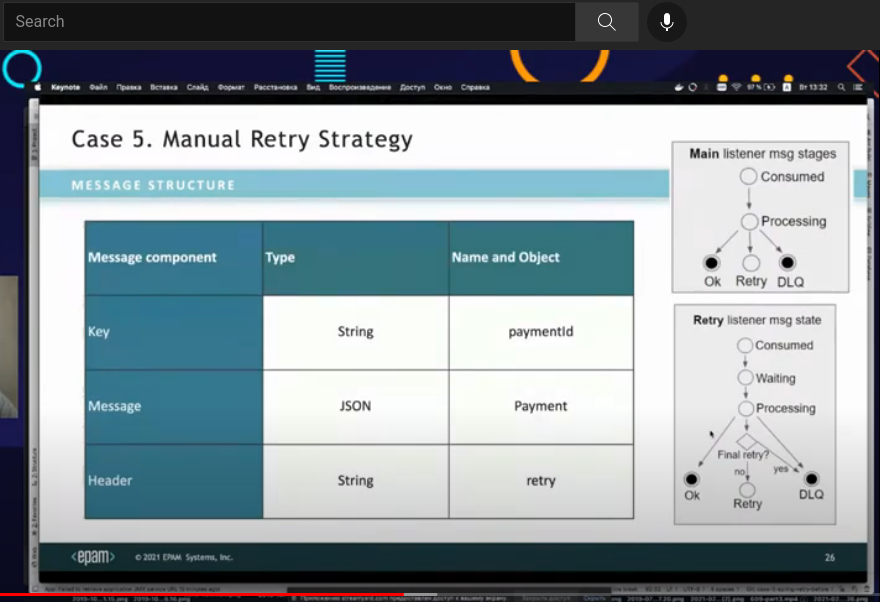 Search
Keynote Файл Правка Вставка Слайд Формат Расстановка Вид Воспроизведение Доступ Окно Справка 97% Вт 13:32
Case 5. Manual Retry Strategy
MESSAGE STRUCTURE
Message component Type Name and Object
Key String paymentId
Message JSON Payment
Header String retry
Main listener msg stages
Consumed
Processing
Ok Retry DLQ
Retry listener msg state
Consumed
Waiting
Processing
Final retry?
no yes
Ok Retry DLQ
<epam> © 2021 EPAM Systems, Inc. 26